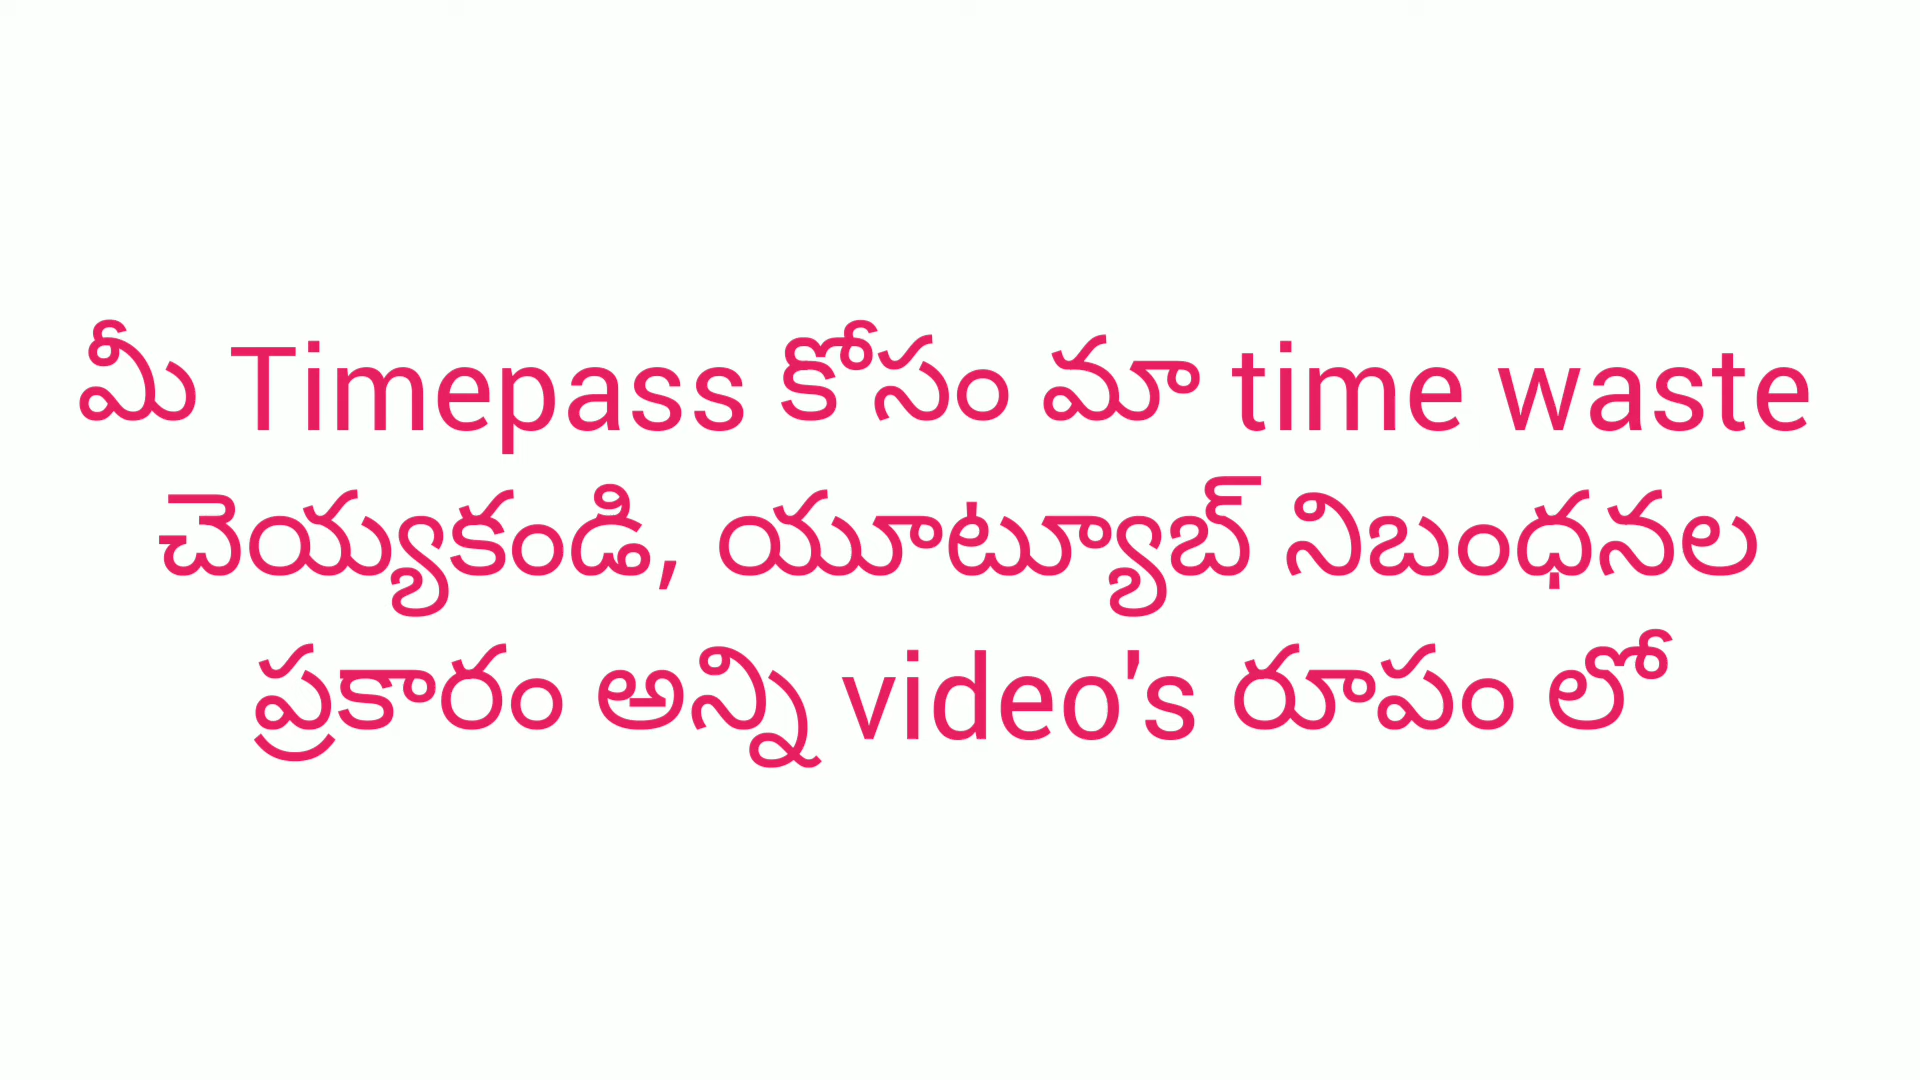 మీ Timepass కోసం మా time waste
చెయ్యకండి, యూట్యూబ్ నిబంధనల
ప్రకారం అన్ని video's రూపం లో